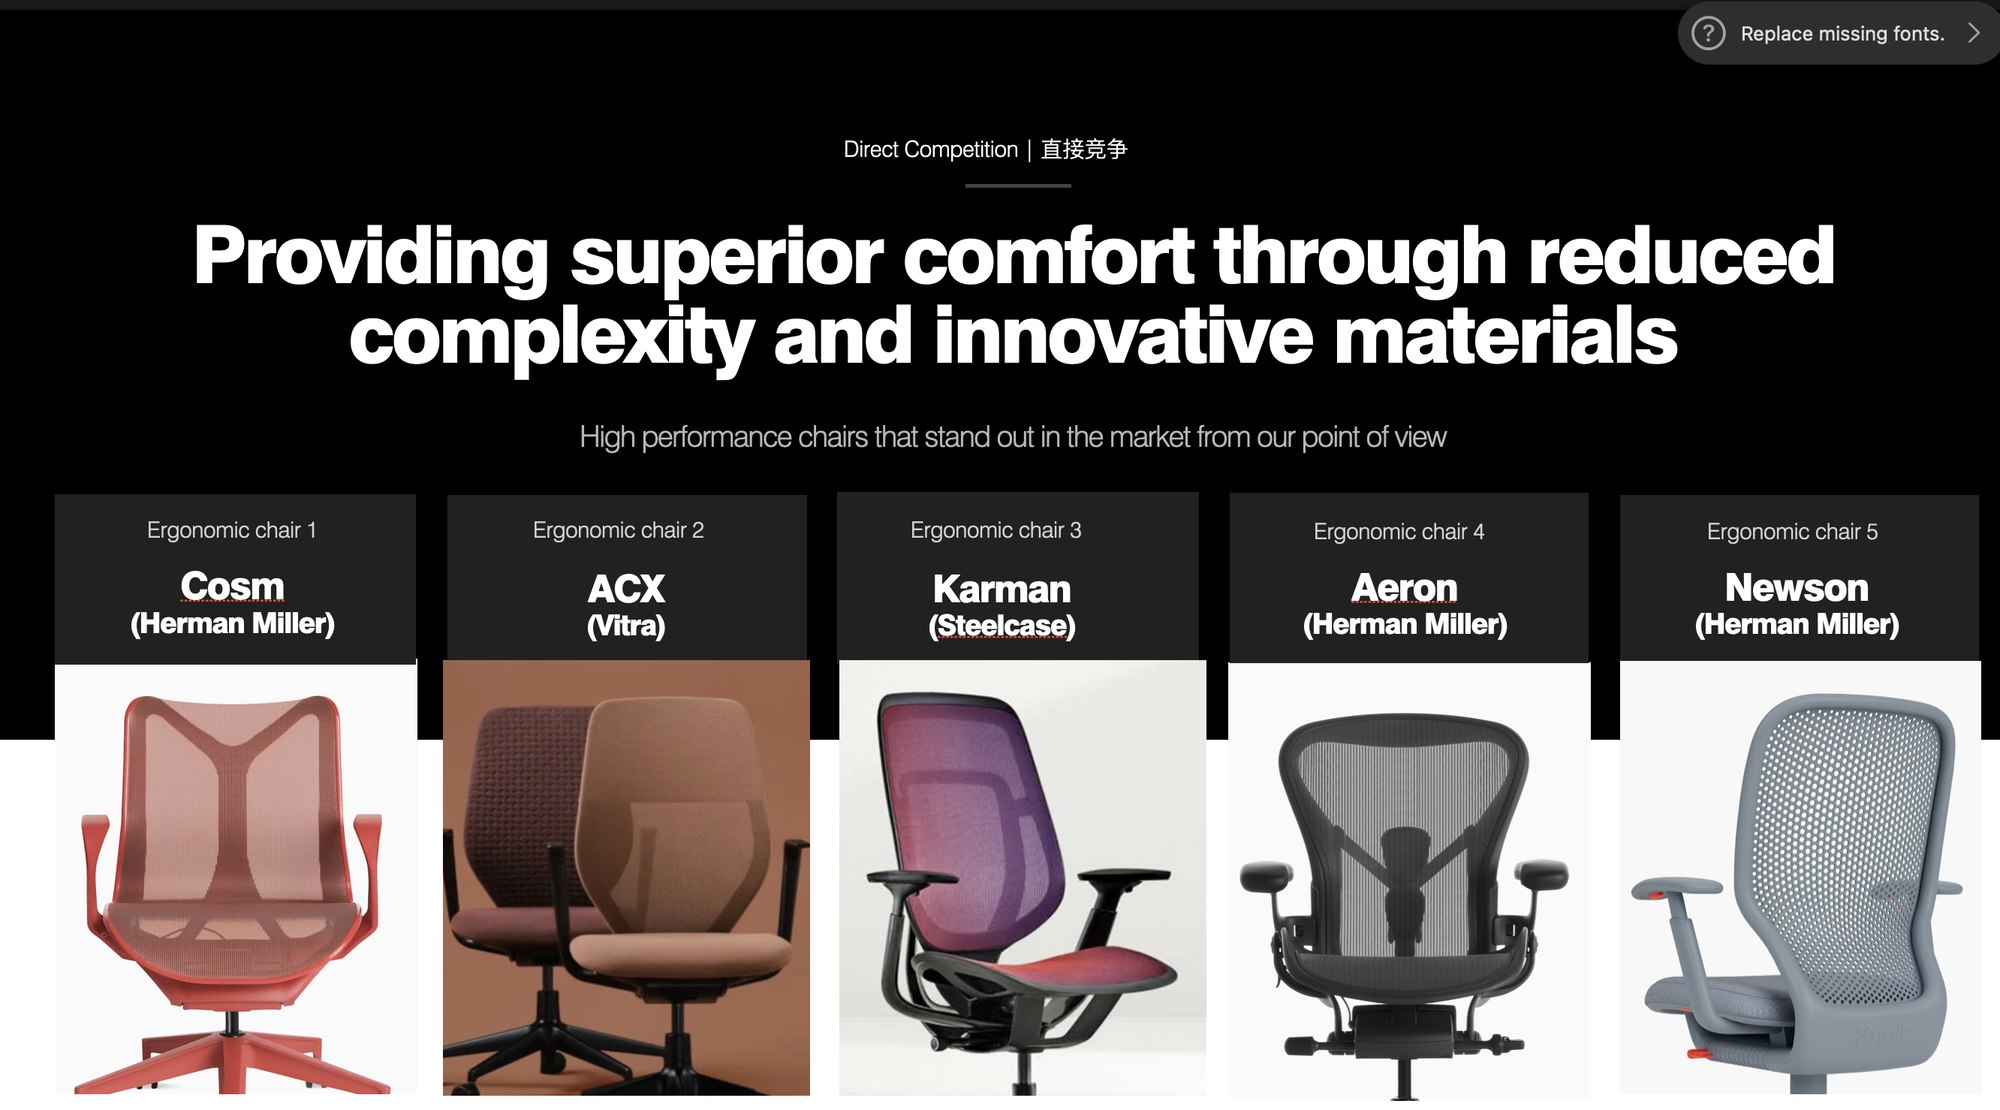 Replace missing fonts.
Direct Competition | 直接竞争
Providing superior comfort through reduced
complexity and innovative materials
High performance chairs that stand out in the market from our point of view
Ergonomic chair 1
Cosm
(Herman Miller)
Ergonomic chair 2
ACX
(Vitra)
Ergonomic chair 3
Karman
(Steelcase)
Ergonomic chair 4
Aeron
(Herman Miller)
Ergonomic chair 5
Newson
(Herman Miller)
Knoll